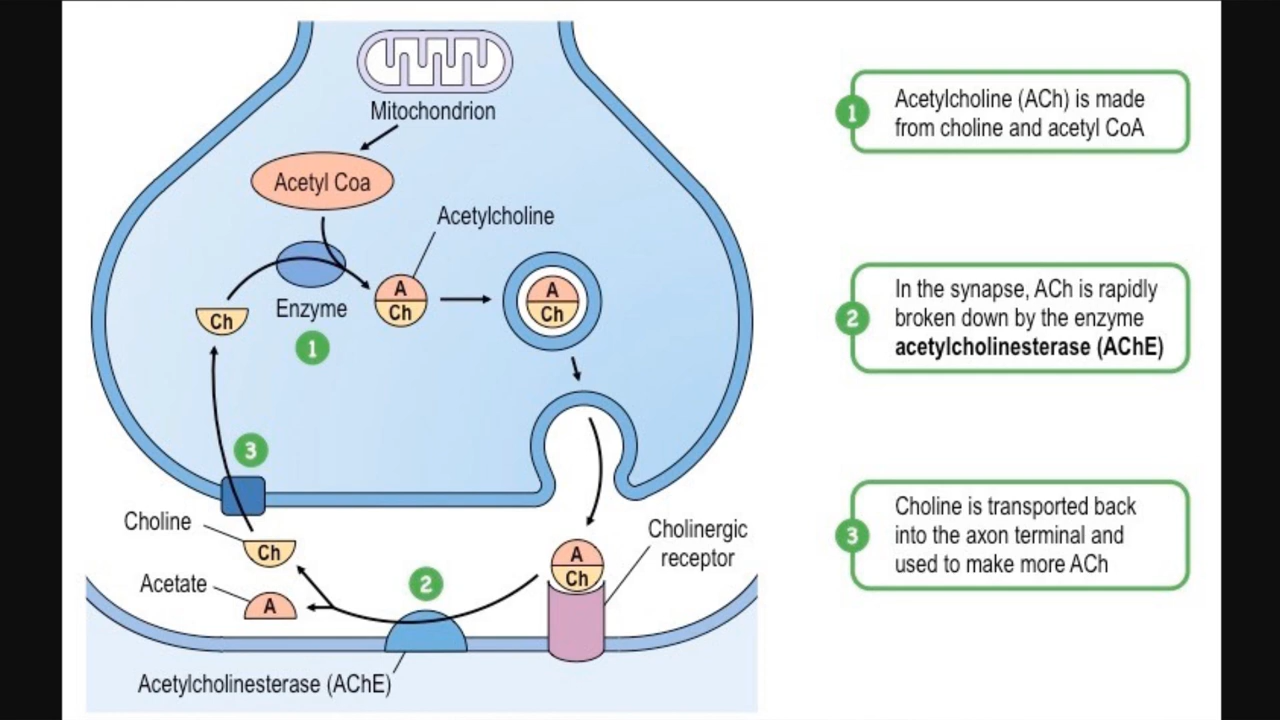 Mitochondrion
Acetyl Coa
Acetylcholine
A
Ch
A
Ch
Ch
Enzyme
1
3
Choline
Ch
Acetate
A
2
A
Ch
Cholinergic
receptor
Acetylcholinesterase (AChE)
1
Acetylcholine (ACh) is made
from choline and acetyl CoA
2
In the synapse, ACh is rapidly
broken down by the enzyme
acetylcholinesterase (AChE)
3
Choline is transported back
into the axon terminal and
used to make more ACh